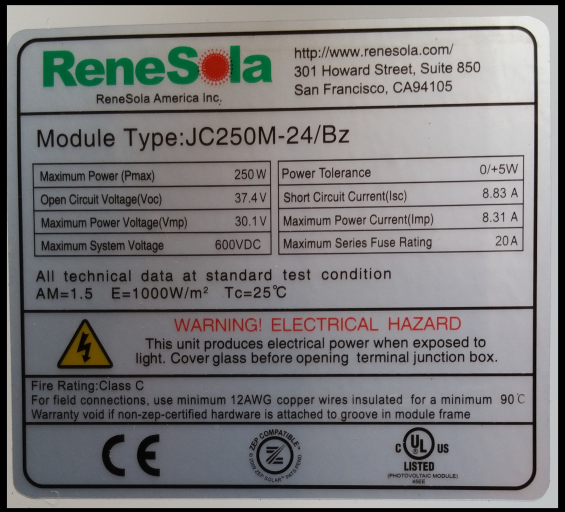 ReneSola
ReneSola America Inc.
http://www.renesola.com/
301 Howard Street, Suite 850
San Francisco, CA94105
Module Type:JC250M-24/Bz
Maximum Power (Pmax) 250 W
Open Circuit Voltage(Voc) 37.4 V
Maximum Power Voltage(Vmp) 30.1 V
Maximum System Voltage 600VDC
Power Tolerance 0/+5W
Short Circuit Current(Isc) 8.83 A
Maximum Power Current(Imp) 8.31 A
Maximum Series Fuse Rating 20 A
All technical data at standard test condition
AM=1.5 E=1000W/m² Tc=25℃
WARNING! ELECTRICAL HAZARD
This unit produces electrical power when exposed to
light. Cover glass before opening terminal junction box.
Fire Rating:Class C
For field connections, use minimum 12AWG copper wires insulated for a minimum 90℃
Warranty void if non-zep-certified hardware is attached to groove in module frame
CE
ZEP COMPATIBLE™
C UL US
LISTED
(PHOTOVOLTAIC MODULE)